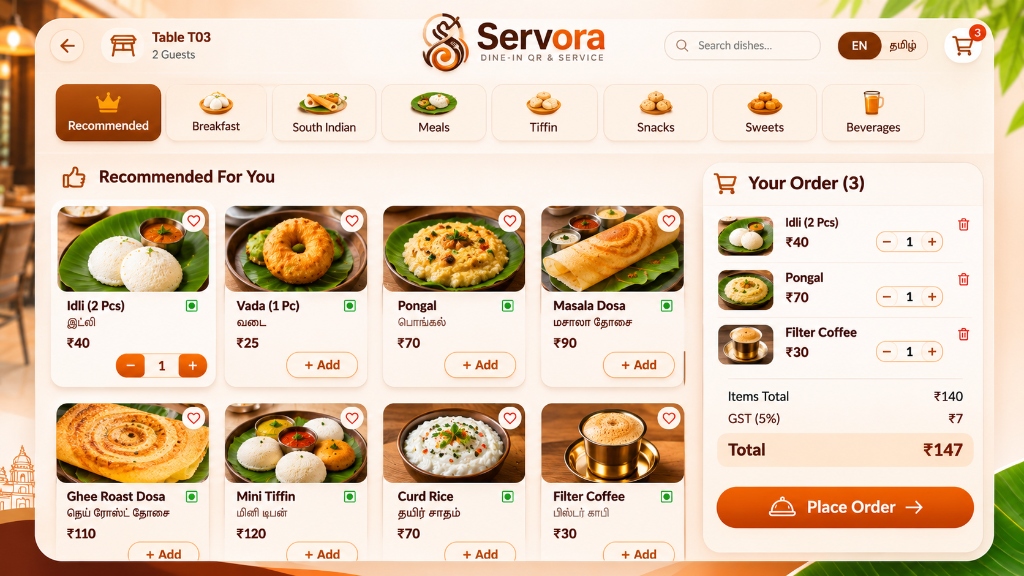 Table T03
2 Guests
Servora
DINE-IN QR & SERVICE
Search dishes...
EN
தமிழ்
3
Recommended
Breakfast
South Indian
Meals
Tiffin
Snacks
Sweets
Beverages
Recommended For You
Idli (2 Pcs)
இட்லி
₹40
− 1 +
Vada (1 Pc)
வடை
₹25
+ Add
Pongal
பொங்கல்
₹70
+ Add
Masala Dosa
மசாலா தோசை
₹90
+ Add
Ghee Roast Dosa
நெய் ரோஸ்ட் தோசை
₹110
+ Add
Mini Tiffin
மினி டிபன்
₹120
+ Add
Curd Rice
தயிர் சாதம்
₹70
+ Add
Filter Coffee
பில்டர் காபி
₹30
+ Add
Your Order (3)
Idli (2 Pcs)
₹40
− 1 +
Pongal
₹70
− 1 +
Filter Coffee
₹30
− 1 +
Items Total ₹140
GST (5%) ₹7
Total ₹147
Place Order →